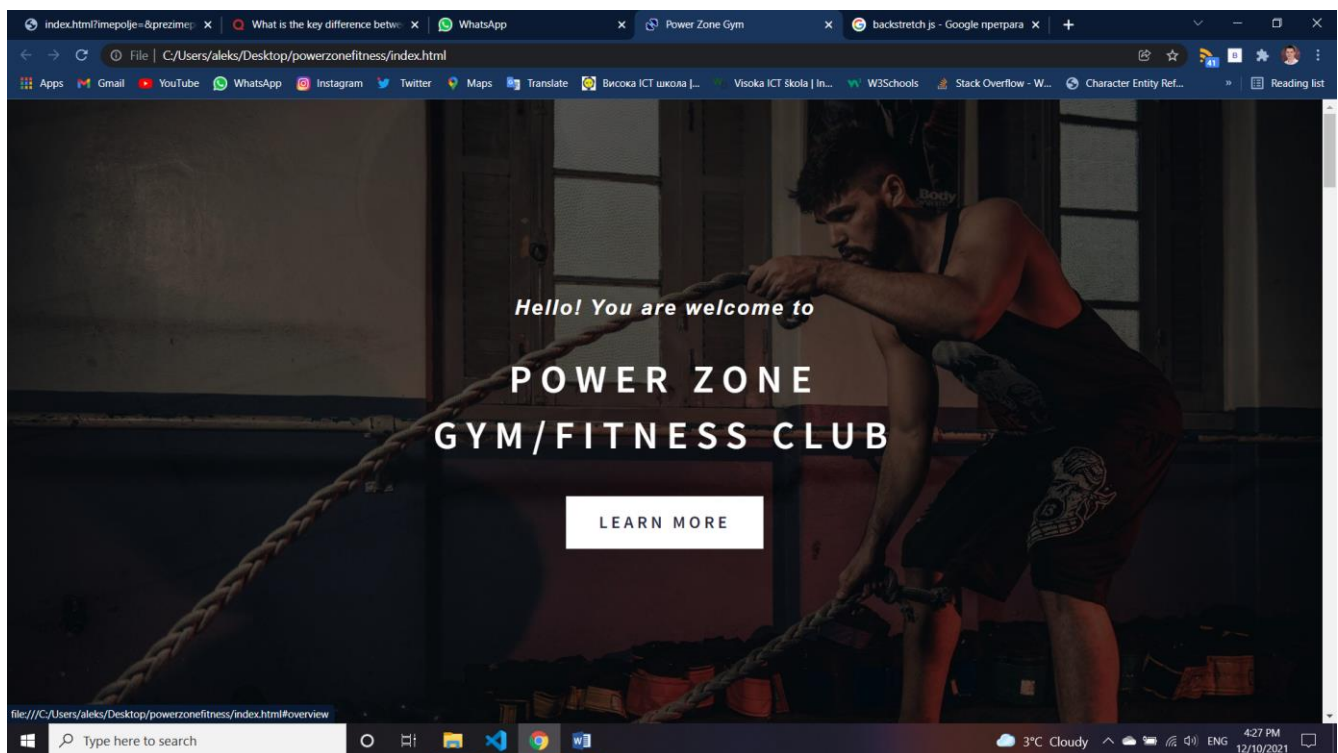 index.html?imepolje=&prezimep
What is the key difference betwe
WhatsApp
Power Zone Gym
backstretch js - Google претрага
File | C:/Users/aleks/Desktop/powerzonefitness/index.html
41
B
Apps
Gmail
YouTube
WhatsApp
Instagram
Twitter
Maps
Translate
Висока ICT школа |...
Visoka ICT škola | In...
W3Schools
Stack Overflow - W...
Character Entity Ref...
»
Reading list
Body
Hello! You are welcome to
POWER ZONE
GYM/FITNESS CLUB
LEARN MORE
file:///C:/Users/aleks/Desktop/powerzonefitness/index.html#overview
Type here to search
3°C Cloudy
ENG
4:27 PM
12/10/2021